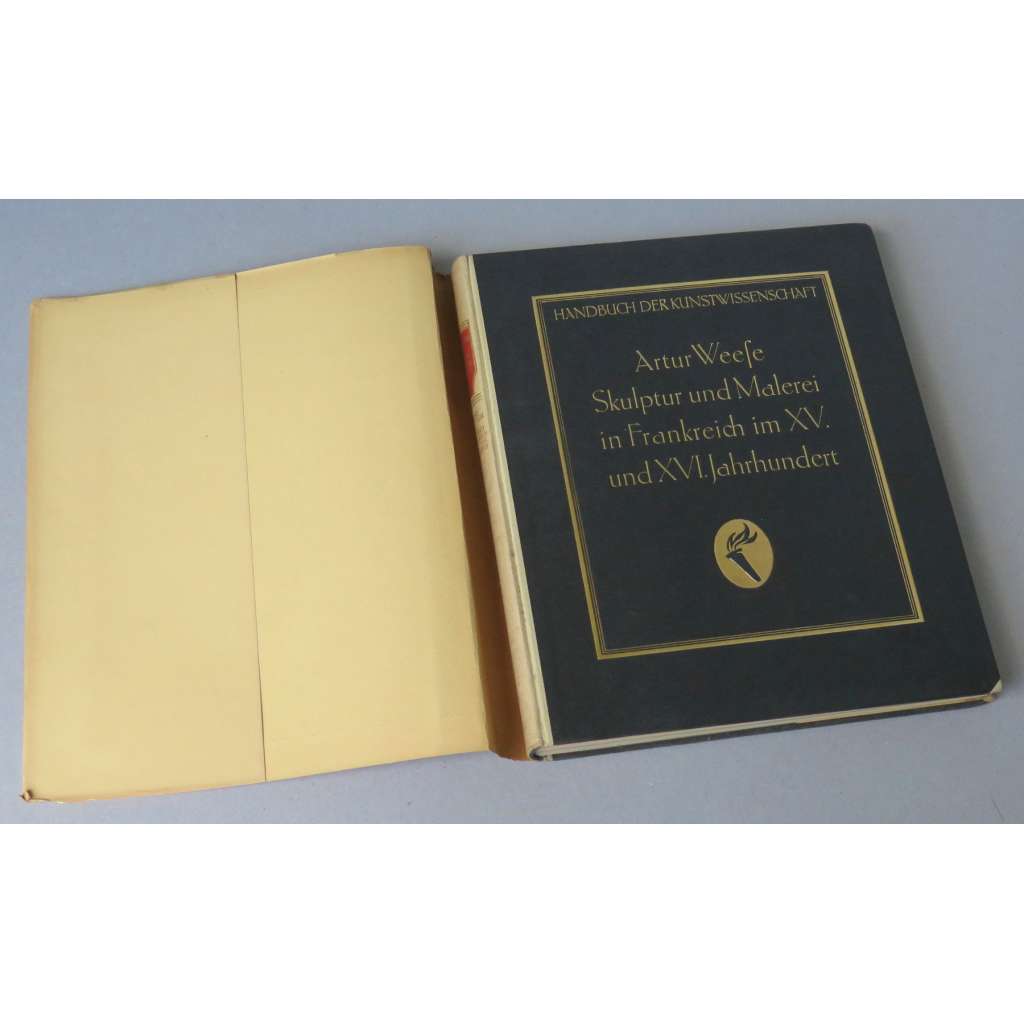 HANDBUCH DER KUNSTWISSENSCHAFT
Artur Weeſe
Skulptur und Malerei
in Frankreich im XV.
und XVI. Jahrhundert